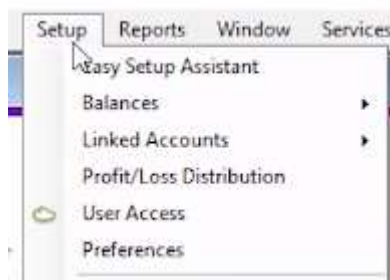 Setup Reports Window Services
Easy Setup Assistant
Balances
Linked Accounts
Profit/Loss Distribution
User Access
Preferences